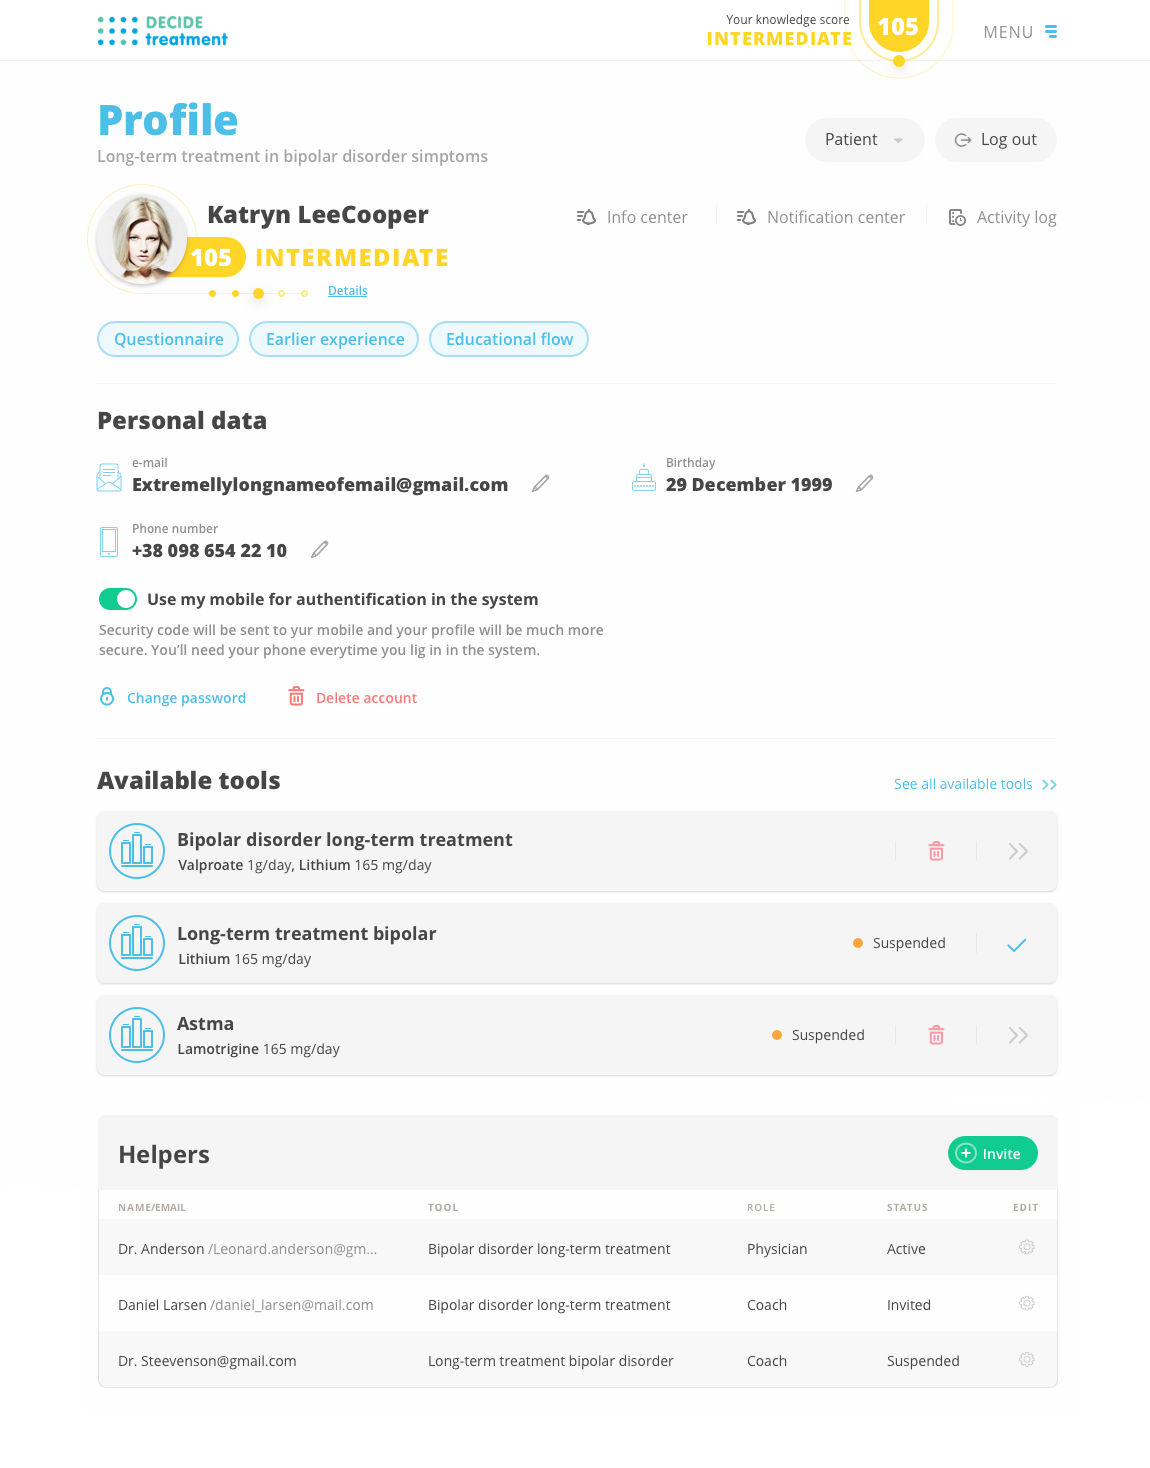 DECIDE
treatment
Your knowledge score
INTERMEDIATE
105
MENU
Profile
Long-term treatment in bipolar disorder simptoms
Patient
Log out
Katryn LeeCooper
105 INTERMEDIATE
Details
Info center
Notification center
Activity log
Questionnaire
Earlier experience
Educational flow
Personal data
e-mail
Extremellylongnameofemail@gmail.com
Birthday
29 December 1999
Phone number
+38 098 654 22 10
Use my mobile for authentification in the system
Security code will be sent to yur mobile and your profile will be much more
secure. You'll need your phone everytime you lig in in the system.
Change password
Delete account
Available tools
See all available tools
Bipolar disorder long-term treatment
Valproate 1g/day, Lithium 165 mg/day
Long-term treatment bipolar
Lithium 165 mg/day
Suspended
Astma
Lamotrigine 165 mg/day
Suspended
Helpers
Invite
NAME/EMAIL TOOL ROLE STATUS EDIT
Dr. Anderson /Leonard.anderson@gm... Bipolar disorder long-term treatment Physician Active
Daniel Larsen /daniel_larsen@mail.com Bipolar disorder long-term treatment Coach Invited
Dr. Steevenson@gmail.com Long-term treatment bipolar disorder Coach Suspended